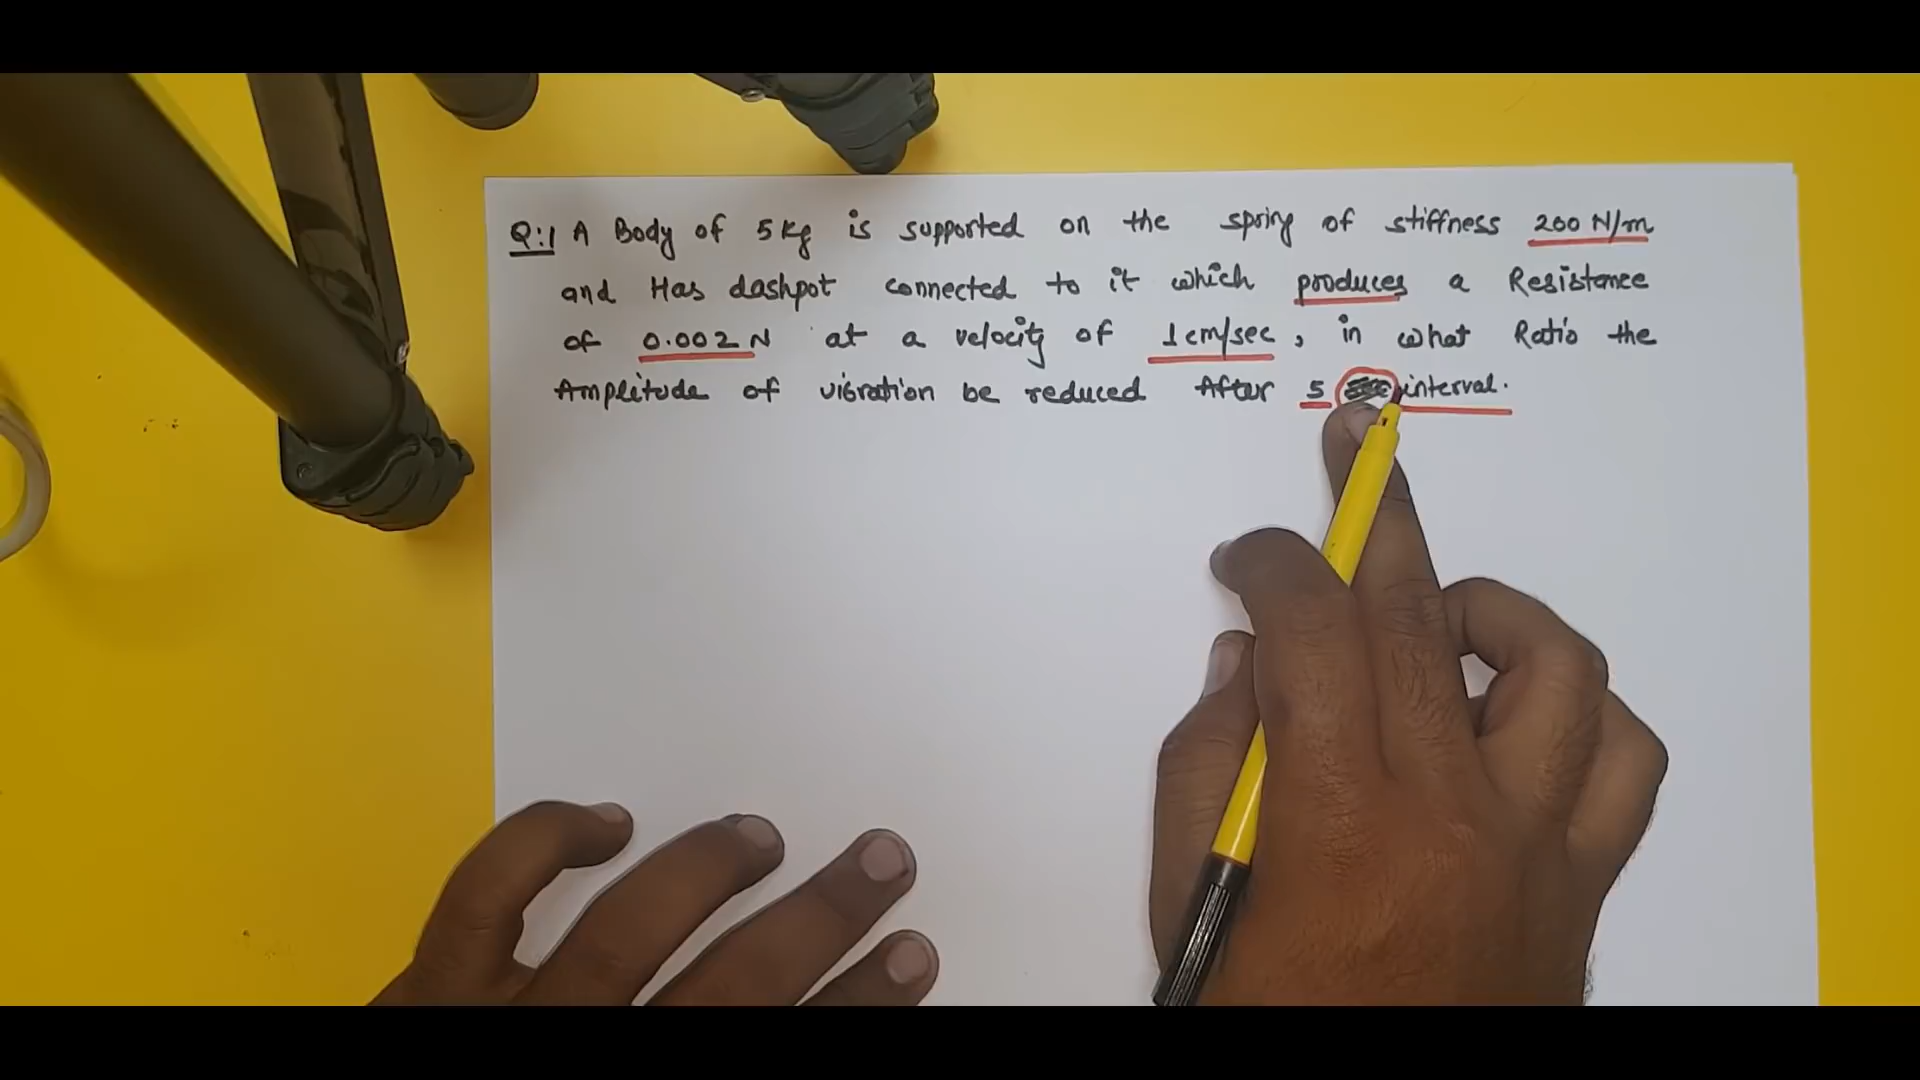 Q:1 A Body of 5 kg is supported on the spring of stiffness 200 N/m
and Has dashpot connected to it which produces a Resistence
of 0.002 N at a velocity of 1 cm/sec, in what Ratio the
Amplitude of vibration be reduced After 5 interval.